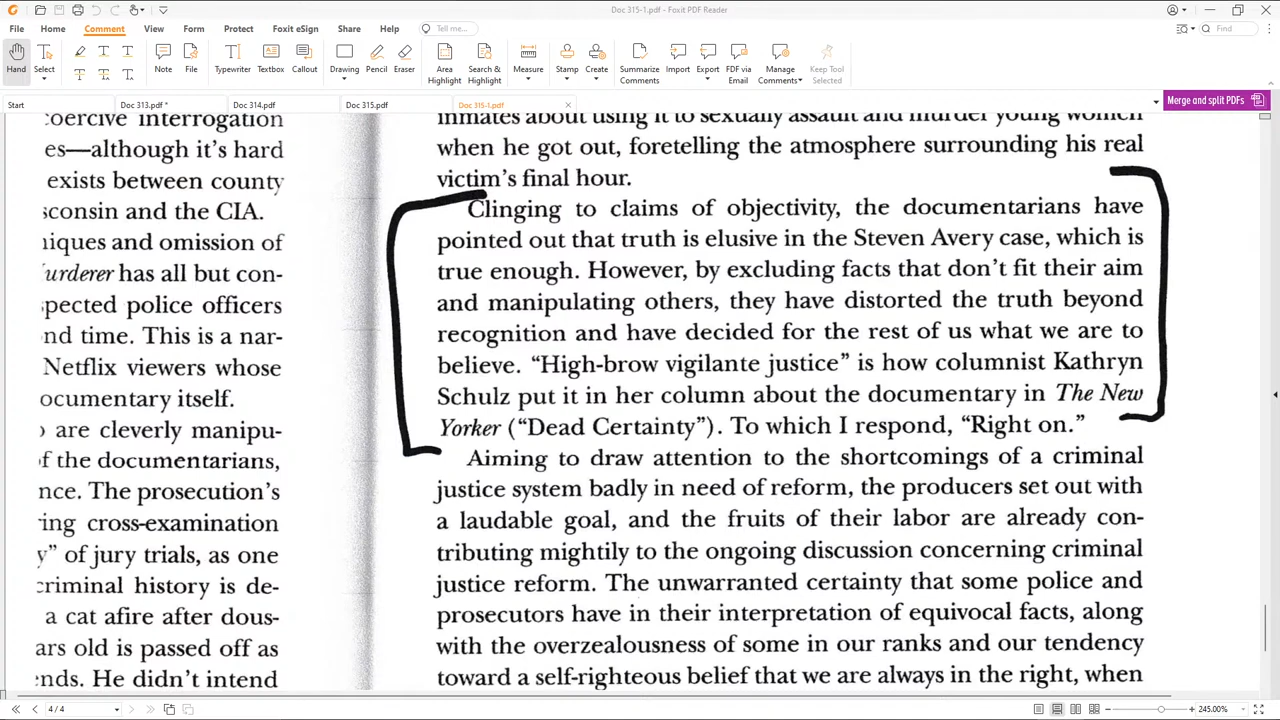 Doc 315-1.pdf - Foxit PDF Reader
File
Home
Comment
View
Form
Protect
Foxit eSign
Share
Help
Tell me...
Find
Hand
Select
Note
File
Typewriter
Textbox
Callout
Drawing
Pencil
Eraser
Area Highlight
Search & Highlight
Measure
Stamp
Create
Summarize Comments
Import
Export
FDF via Email
Manage Comments
Keep Tool Selected
Start
Doc 313.pdf *
Doc 314.pdf
Doc 315.pdf
Doc 315-1.pdf
Merge and split PDFs
coercive interrogation
es—although it's hard
exists between county
sconsin and the CIA.
niques and omission of
urderer has all but con-
spected police officers
nd time. This is a nar-
Netflix viewers whose
ocumentary itself.
are cleverly manipu-
f the documentarians,
nce. The prosecution's
ring cross-examination
y" of jury trials, as one
criminal history is de-
a cat afire after dous-
ars old is passed off as
ends. He didn't intend
inmates about using it to sexually assault and murder young women
when he got out, foretelling the atmosphere surrounding his real
victim's final hour.
Clinging to claims of objectivity, the documentarians have
pointed out that truth is elusive in the Steven Avery case, which is
true enough. However, by excluding facts that don't fit their aim
and manipulating others, they have distorted the truth beyond
recognition and have decided for the rest of us what we are to
believe. "High-brow vigilante justice" is how columnist Kathryn
Schulz put it in her column about the documentary in The New
Yorker ("Dead Certainty"). To which I respond, "Right on."
Aiming to draw attention to the shortcomings of a criminal
justice system badly in need of reform, the producers set out with
a laudable goal, and the fruits of their labor are already con-
tributing mightily to the ongoing discussion concerning criminal
justice reform. The unwarranted certainty that some police and
prosecutors have in their interpretation of equivocal facts, along
with the overzealousness of some in our ranks and our tendency
toward a self-righteous belief that we are always in the right, when
4 / 4
245.00%